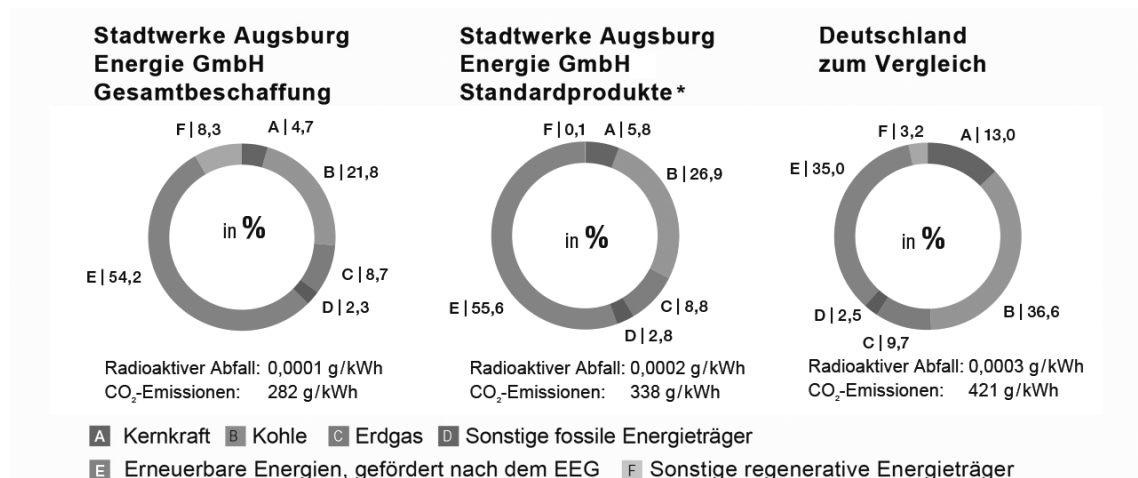 Stadtwerke Augsburg
Energie GmbH
Gesamtbeschaffung
F | 8,3
A | 4,7
B | 21,8
in %
E | 54,2
C | 8,7
D | 2,3
Radioaktiver Abfall: 0,0001 g/kWh
CO₂-Emissionen: 282 g/kWh
Stadtwerke Augsburg
Energie GmbH
Standardprodukte*
F | 0,1
A | 5,8
B | 26,9
in %
E | 55,6
C | 8,8
D | 2,8
Radioaktiver Abfall: 0,0002 g/kWh
CO₂-Emissionen: 338 g/kWh
Deutschland
zum Vergleich
F | 3,2
A | 13,0
E | 35,0
in %
D | 2,5
B | 36,6
C | 9,7
Radioaktiver Abfall: 0,0003 g/kWh
CO₂-Emissionen: 421 g/kWh
A Kernkraft B Kohle C Erdgas D Sonstige fossile Energieträger
E Erneuerbare Energien, gefördert nach dem EEG F Sonstige regenerative Energieträger